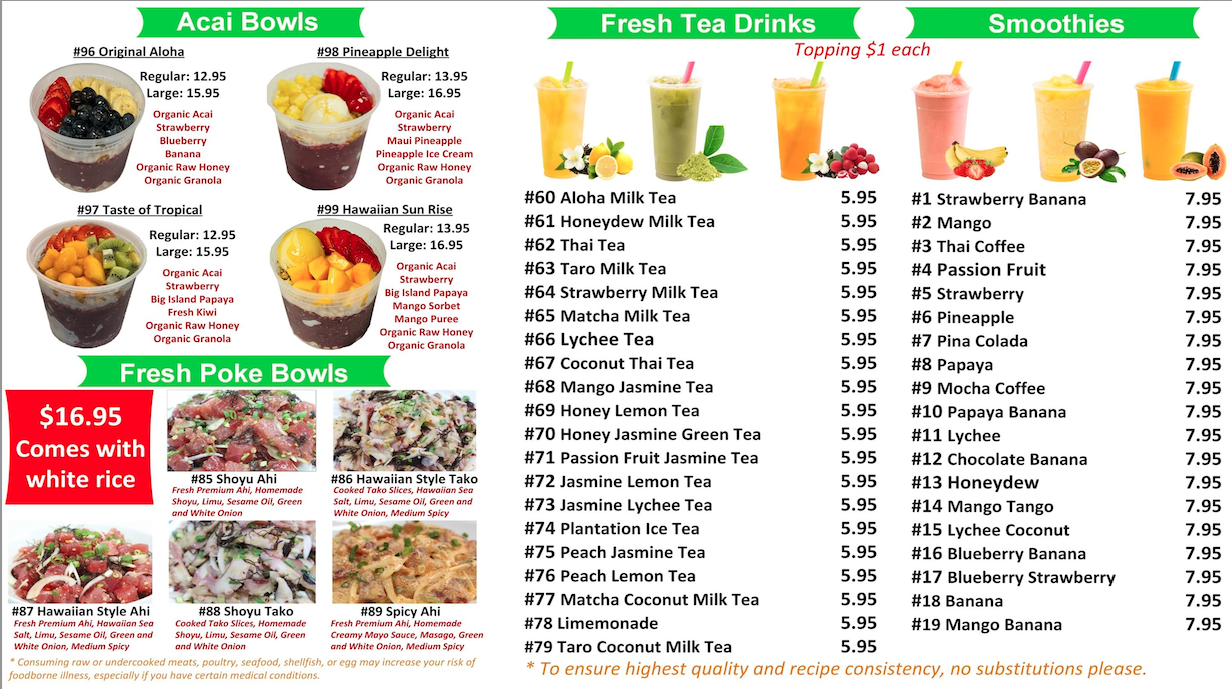 Acai Bowls
#96 Original Aloha
Regular: 12.95
Large: 15.95
Organic Acai
Strawberry
Blueberry
Banana
Organic Raw Honey
Organic Granola
#98 Pineapple Delight
Regular: 13.95
Large: 16.95
Organic Acai
Strawberry
Maui Pineapple
Pineapple Ice Cream
Organic Raw Honey
Organic Granola
#97 Taste of Tropical
Regular: 12.95
Large: 15.95
Organic Acai
Strawberry
Big Island Papaya
Fresh Kiwi
Organic Raw Honey
Organic Granola
#99 Hawaiian Sun Rise
Regular: 13.95
Large: 16.95
Organic Acai
Strawberry
Big Island Papaya
Mango Sorbet
Mango Puree
Organic Raw Honey
Organic Granola
Fresh Poke Bowls
$16.95
Comes with
white rice
#85 Shoyu Ahi
Fresh Premium Ahi, Homemade
Shoyu, Limu, Sesame Oil, Green
and White Onion
#86 Hawaiian Style Tako
Cooked Tako Slices, Hawaiian Sea
Salt, Limu, Sesame Oil, Green and
White Onion, Medium Spicy
#87 Hawaiian Style Ahi
Fresh Premium Ahi, Hawaiian Sea
Salt, Limu, Sesame Oil, Green and
White Onion, Medium Spicy
#88 Shoyu Tako
Cooked Tako Slices, Homemade
Shoyu, Limu, Sesame Oil, Green
and White Onion
#89 Spicy Ahi
Fresh Premium Ahi, Homemade
Creamy Mayo Sauce, Masago, Green
and White Onion, Medium Spicy
* Consuming raw or undercooked meats, poultry, seafood, shellfish, or egg may increase your risk of
foodborne illness, especially if you have certain medical conditions.
Fresh Tea Drinks
Topping $1 each
#60 Aloha Milk Tea 5.95
#61 Honeydew Milk Tea 5.95
#62 Thai Tea 5.95
#63 Taro Milk Tea 5.95
#64 Strawberry Milk Tea 5.95
#65 Matcha Milk Tea 5.95
#66 Lychee Tea 5.95
#67 Coconut Thai Tea 5.95
#68 Mango Jasmine Tea 5.95
#69 Honey Lemon Tea 5.95
#70 Honey Jasmine Green Tea 5.95
#71 Passion Fruit Jasmine Tea 5.95
#72 Jasmine Lemon Tea 5.95
#73 Jasmine Lychee Tea 5.95
#74 Plantation Ice Tea 5.95
#75 Peach Jasmine Tea 5.95
#76 Peach Lemon Tea 5.95
#77 Matcha Coconut Milk Tea 5.95
#78 Limemonade 5.95
#79 Taro Coconut Milk Tea 5.95
Smoothies
#1 Strawberry Banana 7.95
#2 Mango 7.95
#3 Thai Coffee 7.95
#4 Passion Fruit 7.95
#5 Strawberry 7.95
#6 Pineapple 7.95
#7 Pina Colada 7.95
#8 Papaya 7.95
#9 Mocha Coffee 7.95
#10 Papaya Banana 7.95
#11 Lychee 7.95
#12 Chocolate Banana 7.95
#13 Honeydew 7.95
#14 Mango Tango 7.95
#15 Lychee Coconut 7.95
#16 Blueberry Banana 7.95
#17 Blueberry Strawberry 7.95
#18 Banana 7.95
#19 Mango Banana 7.95
* To ensure highest quality and recipe consistency, no substitutions please.